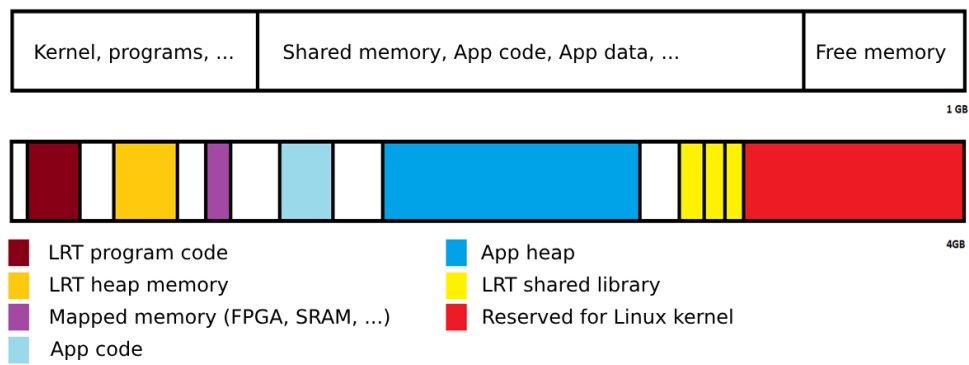 Kernel, programs, ...
Shared memory, App code, App data, ...
Free memory
1 GB
4GB
LRT program code
App heap
LRT heap memory
LRT shared library
Mapped memory (FPGA, SRAM, ...)
Reserved for Linux kernel
App code